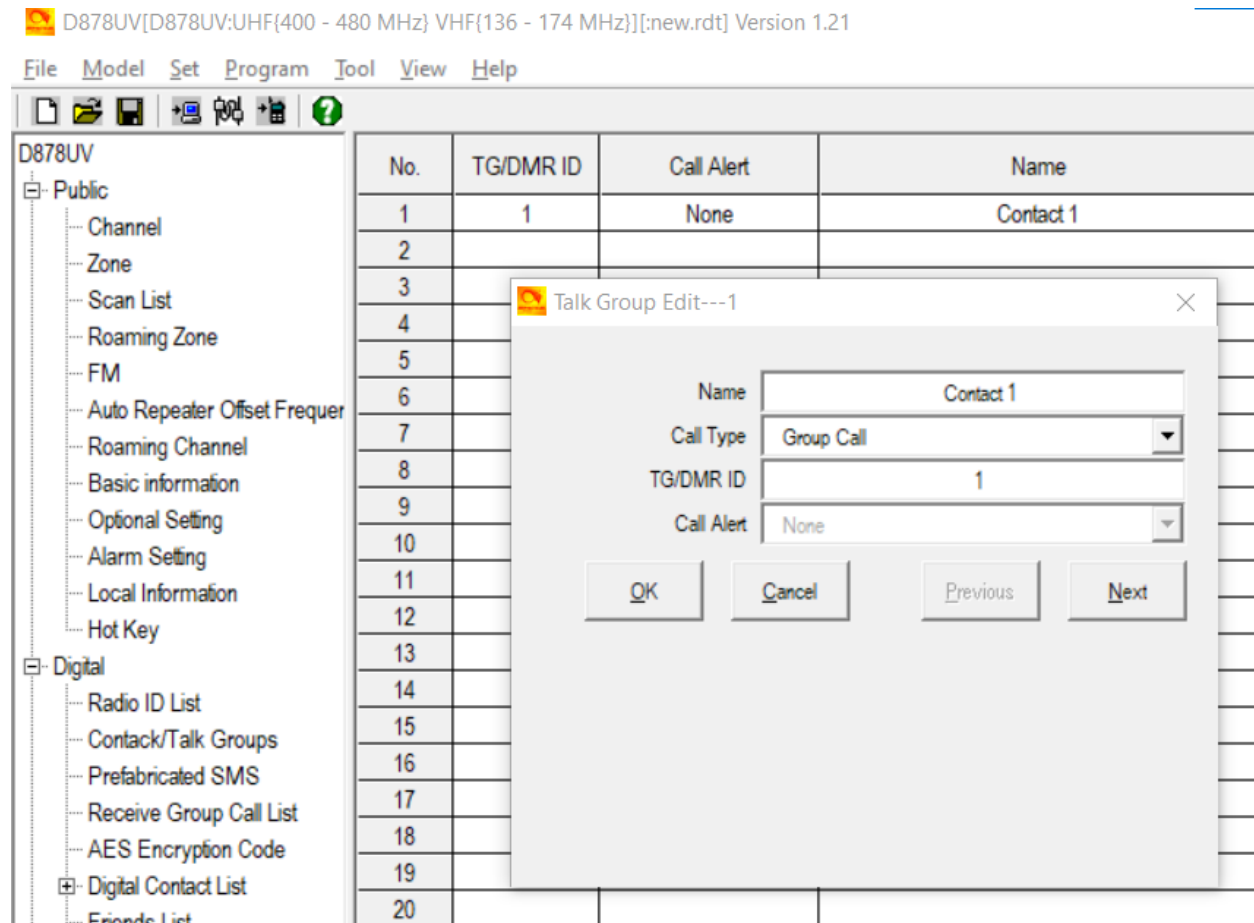 D878UV[D878UV:UHF{400 - 480 MHz} VHF{136 - 174 MHz}][:new.rdt] Version 1.21
File Model Set Program Tool View Help
D878UV
Public
Channel
Zone
Scan List
Roaming Zone
FM
Auto Repeater Offset Frequer
Roaming Channel
Basic information
Optional Setting
Alarm Setting
Local Information
Hot Key
Digital
Radio ID List
Contack/Talk Groups
Prefabricated SMS
Receive Group Call List
AES Encryption Code
Digital Contact List
Friends List
No. TG/DMR ID Call Alert Name
1 1 None Contact 1
2
3
4
5
6
7
8
9
10
11
12
13
14
15
16
17
18
19
20
Talk Group Edit---1
Name Contact 1
Call Type Group Call
TG/DMR ID 1
Call Alert None
OK Cancel Previous Next